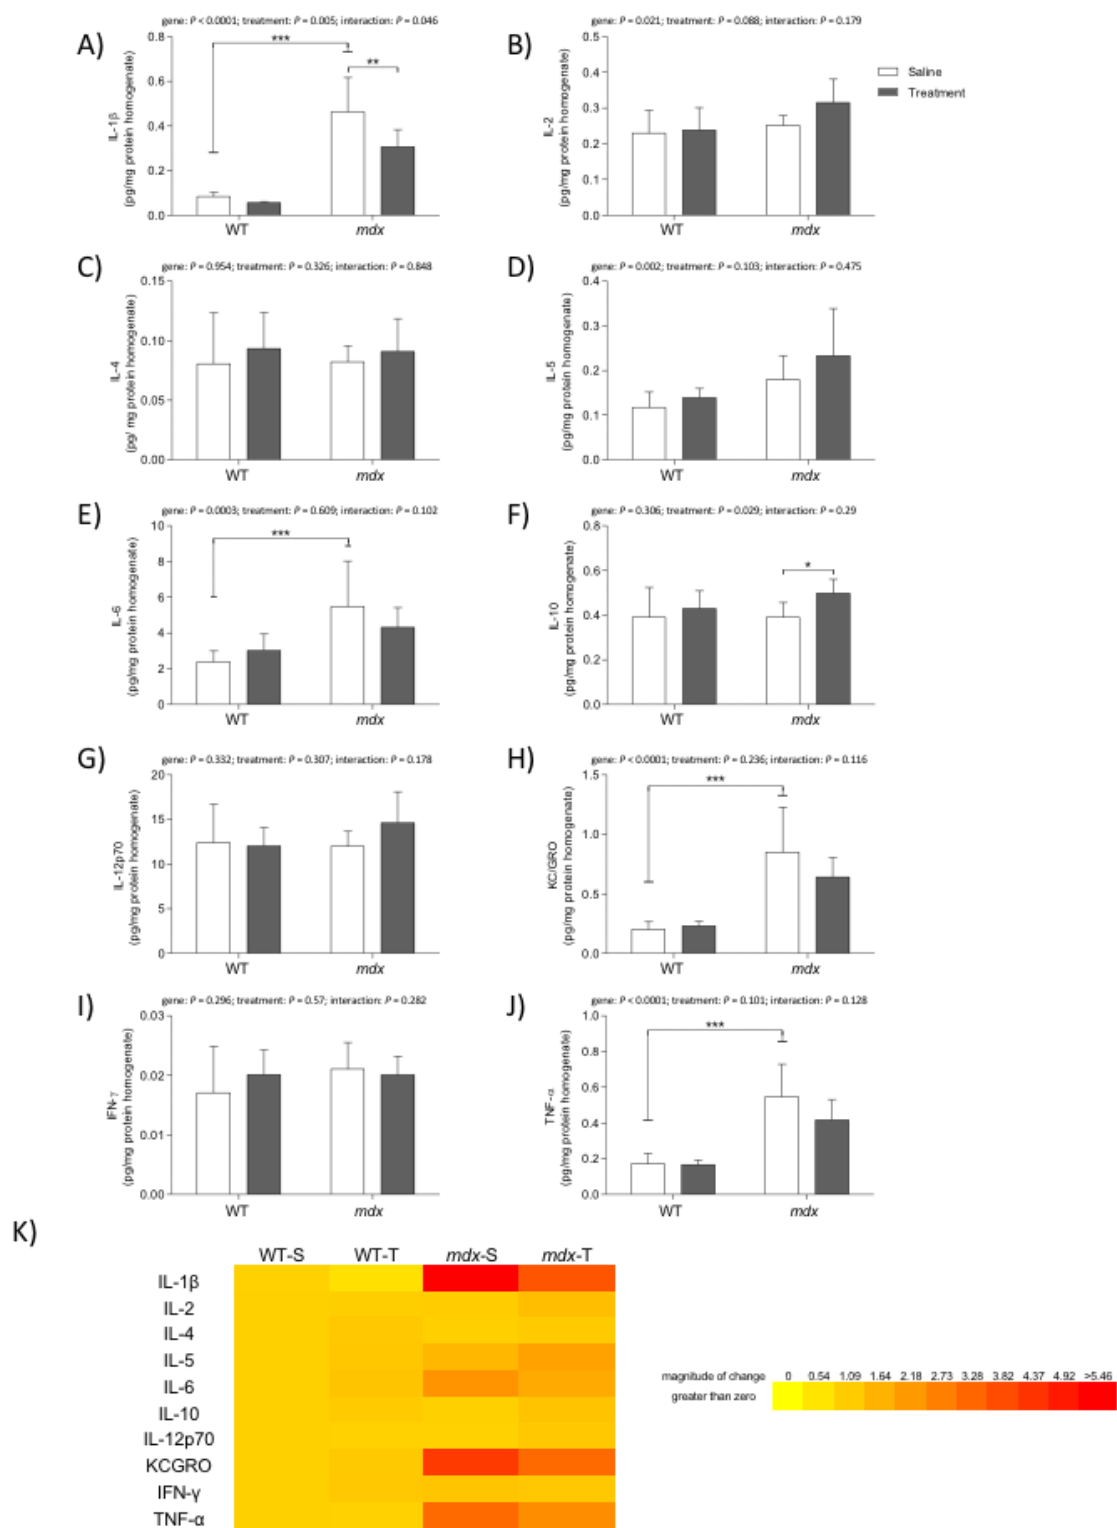 gene: P < 0.0001; treatment: P = 0.005; interaction: P = 0.046
A)
0.8
0.6
0.4
0.2
0.0
IL-1β
(pg/mg protein homogenate)
***
**
WT
mdx
gene: P = 0.021; treatment: P = 0.088; interaction: P = 0.179
B)
0.5
0.4
0.3
0.2
0.1
0.0
IL-2
(pg/mg protein homogenate)
WT
mdx
Saline
Treatment
gene: P = 0.954; treatment: P = 0.326; interaction: P = 0.848
C)
0.15
0.10
0.05
0.00
IL-4
(pg/ mg protein homogenate)
WT
mdx
gene: P = 0.002; treatment: P = 0.103; interaction: P = 0.475
D)
0.4
0.3
0.2
0.1
0.0
IL-5
(pg/mg protein homogenate)
WT
mdx
gene: P = 0.0003; treatment: P = 0.609; interaction: P = 0.102
E)
10
8
6
4
2
0
IL-6
(pg/mg protein homogenate)
***
WT
mdx
gene: P = 0.306; treatment: P = 0.029; interaction: P = 0.29
F)
0.8
0.6
0.4
0.2
0.0
IL-10
(pg/mg protein homogenate)
*
WT
mdx
gene: P = 0.332; treatment: P = 0.307; interaction: P = 0.178
G)
20
15
10
5
0
IL-12p70
(pg/mg protein homogenate)
WT
mdx
gene: P < 0.0001; treatment: P = 0.236; interaction: P = 0.116
H)
1.5
1.0
0.5
0.0
KC/GRO
(pg/mg protein homogenate)
***
WT
mdx
gene: P = 0.296; treatment: P = 0.57; interaction: P = 0.282
I)
0.03
0.02
0.01
0.00
IFN-γ
(pg/mg protein homogenate)
WT
mdx
gene: P < 0.0001; treatment: P = 0.101; interaction: P = 0.128
J)
1.0
0.8
0.6
0.4
0.2
0.0
TNF-α
(pg/mg protein homogenate)
***
WT
mdx
K)
WT-S WT-T mdx-S mdx-T
IL-1β
IL-2
IL-4
IL-5
IL-6
IL-10
IL-12p70
KCGRO
IFN-γ
TNF-α
magnitude of change 0 0.54 1.09 1.64 2.18 2.73 3.28 3.82 4.37 4.92 >5.46
greater than zero